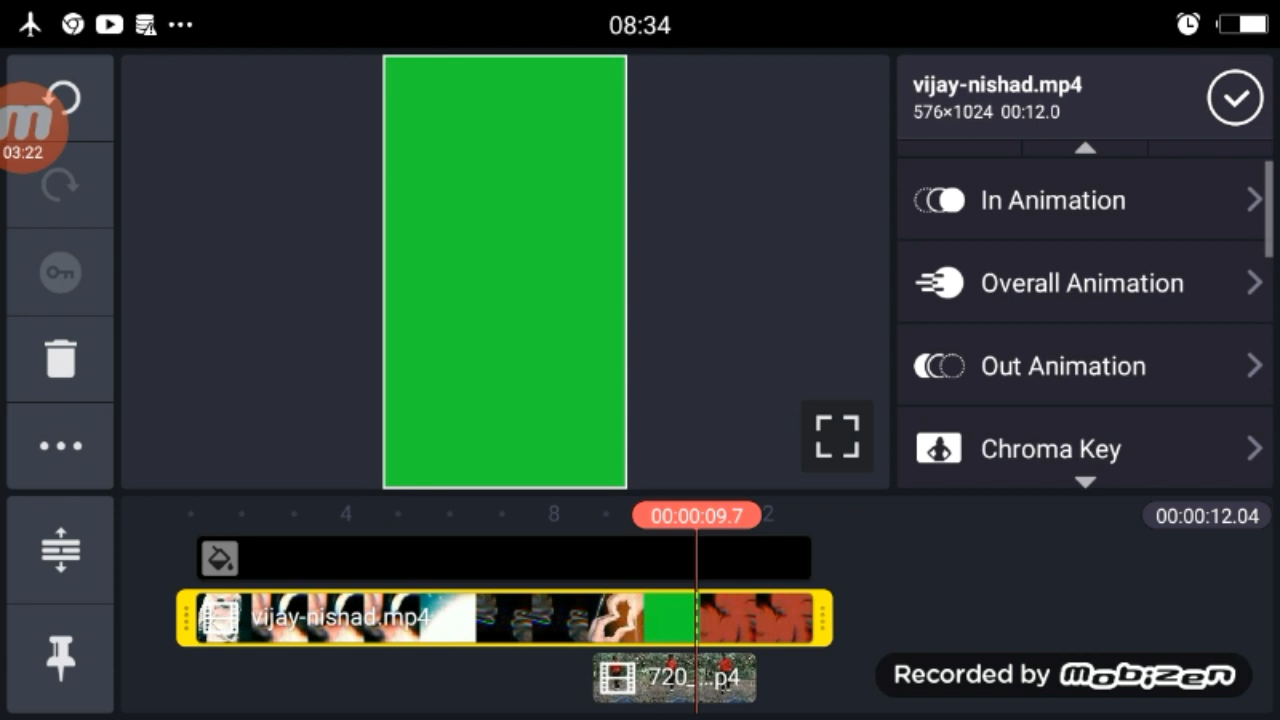 08:34
vijay-nishad.mp4
576×1024 00:12.0
m
03:22
In Animation
Overall Animation
Out Animation
Chroma Key
4
8
00:00:09.7
2
00:00:12.04
vijay-nishad.mp4
720_...p4
Recorded by mobizen